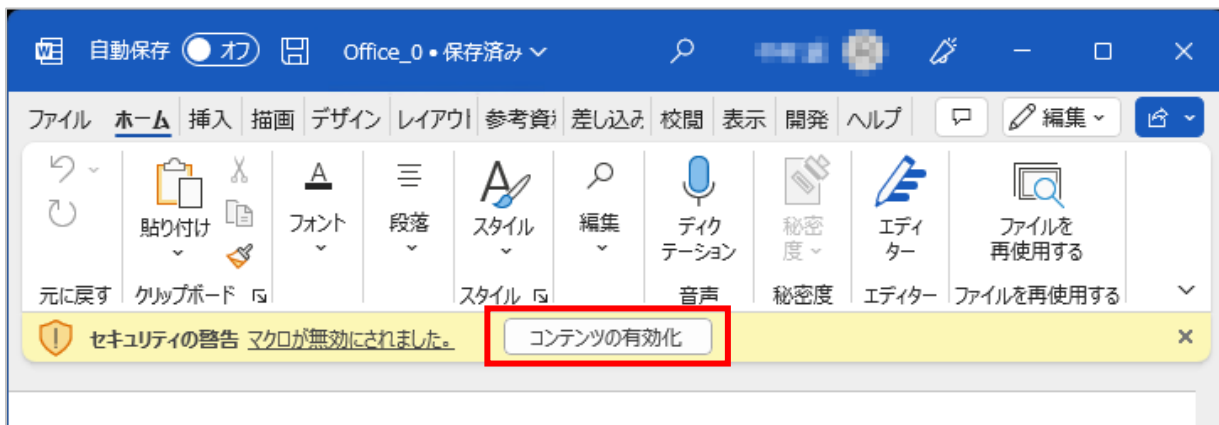 自動保存 オフ Office_0 • 保存済み
ファイル ホーム 挿入 描画 デザイン レイアウト 参考資 差し込み 校閲 表示 開発 ヘルプ 編集
貼り付け フォント 段落 スタイル 編集 ディク
テーション 秘密
度 エディ
ター ファイルを
再使用する
元に戻す クリップボード スタイル 音声 秘密度 エディター ファイルを再使用する
セキュリティの警告 マクロが無効にされました。 コンテンツの有効化